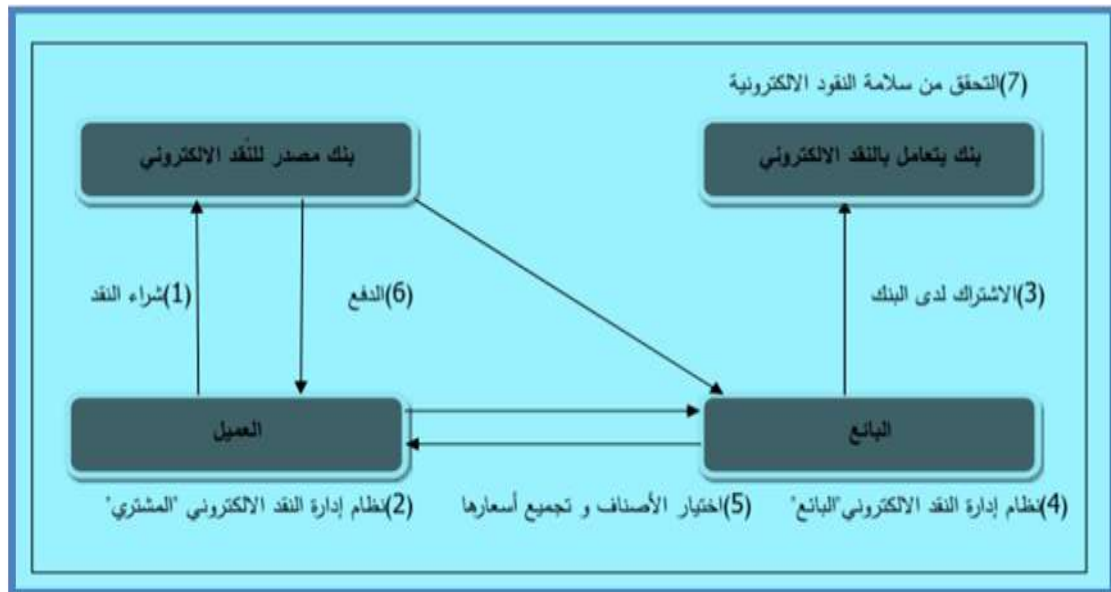 (7)التحقق من سلامة النقود الالكترونية
بنك يتعامل بالنقد الالكتروني
بنك مصدر للنّقد الالكتروني
(3)الاشتراك لدى البنك
(6)الدفع
(1)شراء النقد
البائع
العميل
(4)نظام إدارة النقد الالكتروني"البائع"
(5)اختيار الأصناف و تجميع أسعارها
(2)نظام إدارة النقد الالكتروني "المشتري"